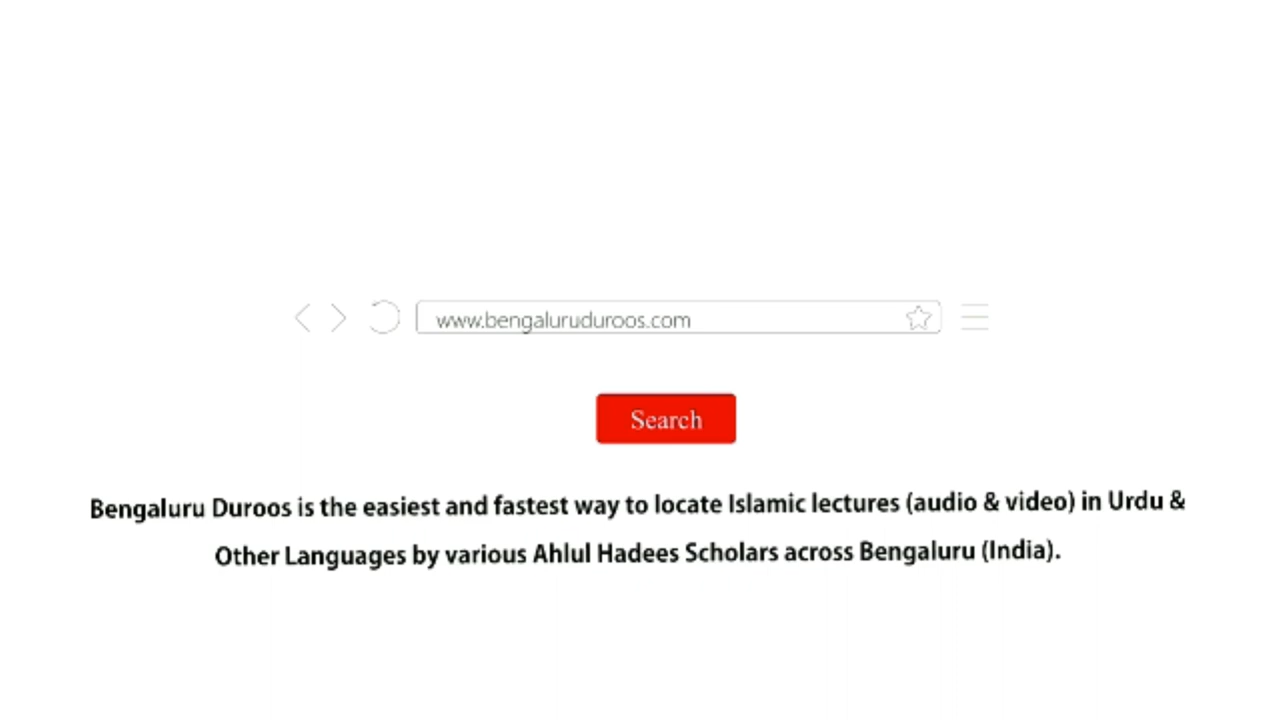 www.bengaluruduroos.com
Search
Bengaluru Duroos is the easiest and fastest way to locate Islamic lectures (audio & video) in Urdu &
Other Languages by various Ahlul Hadees Scholars across Bengaluru (India).